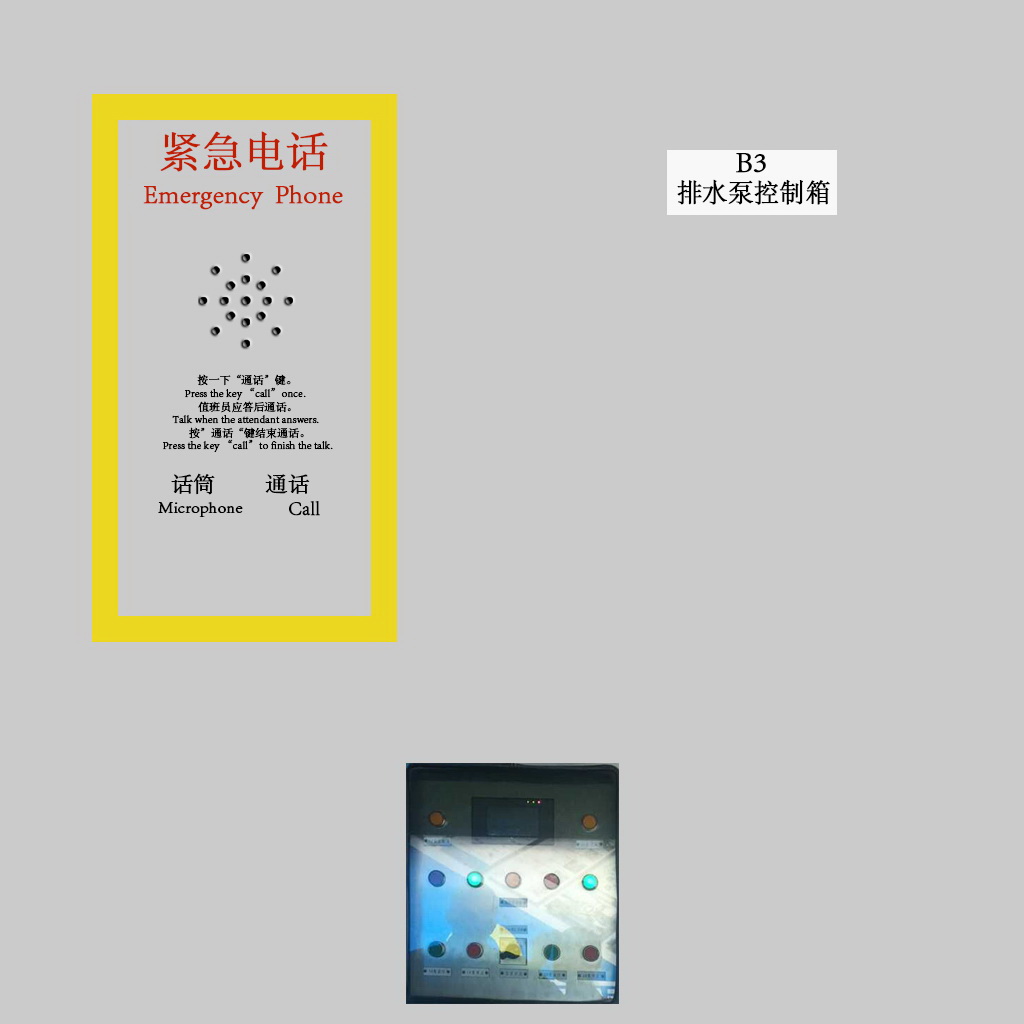 紧急电话
Emergency Phone
按一下“通话”键。
Press the key “call” once.
值班员应答后通话。
Talk when the attendant answers.
按”通话“键结束通话。
Press the key “call” to finish the talk.
话筒 通话
Microphone Call
B3
排水泵控制箱